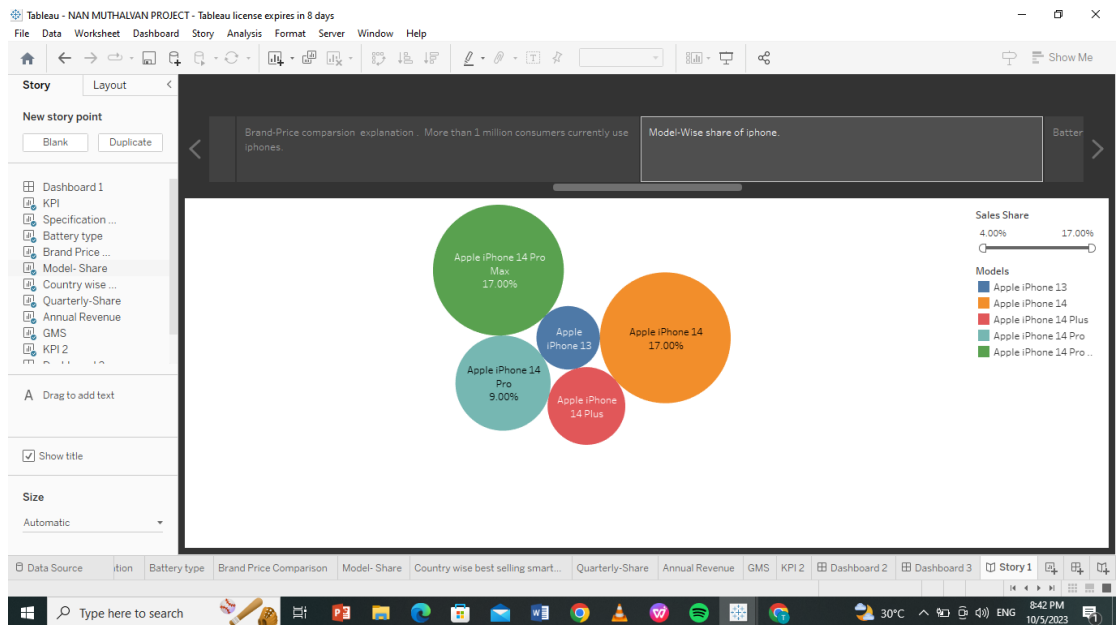 Tableau - NAN MUTHALVAN PROJECT - Tableau license expires in 8 days
File Data Worksheet Dashboard Story Analysis Format Server Window Help
Show Me
Story Layout
New story point
Blank Duplicate
Dashboard 1
KPI
Specification ...
Battery type
Brand Price ...
Model- Share
Country wise ...
Quarterly-Share
Annual Revenue
GMS
KPI 2
A Drag to add text
Show title
Size
Automatic
Brand-Price comparsion explanation . More than 1 million consumers currently use
iphones.
Model-Wise share of iphone.
Batter
Apple iPhone 14 Pro
Max
17.00%
Apple
iPhone 13
Apple iPhone 14
17.00%
Apple iPhone 14
Pro
9.00%
Apple iPhone
14 Plus
Sales Share
4.00% 17.00%
Models
Apple iPhone 13
Apple iPhone 14
Apple iPhone 14 Plus
Apple iPhone 14 Pro
Apple iPhone 14 Pro ..
Data Source ition Battery type Brand Price Comparison Model- Share Country wise best selling smart... Quarterly-Share Annual Revenue GMS KPI 2 Dashboard 2 Dashboard 3 Story 1
Type here to search
30°C ENG
8:42 PM
10/5/2023